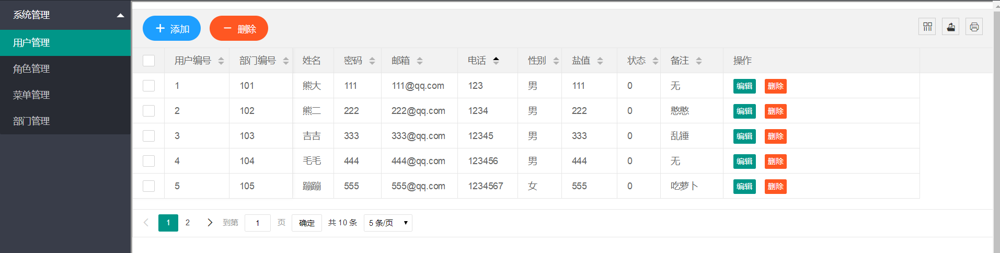 系统管理
用户管理
角色管理
菜单管理
部门管理
添加 删除
用户编号 部门编号 姓名 密码 邮箱 电话 性别 盐值 状态 备注 操作
1 101 熊大 111 111@qq.com 123 男 111 0 无 编辑 删除
2 102 熊二 222 222@qq.com 1234 男 222 0 憨憨 编辑 删除
3 103 吉吉 333 333@qq.com 12345 男 333 0 乱锤 编辑 删除
4 104 毛毛 444 444@qq.com 123456 男 444 0 无 编辑 删除
5 105 蹦蹦 555 555@qq.com 1234567 女 555 0 吃萝卜 编辑 删除
1 2 到第 1 页 确定 共 10 条 5 条/页